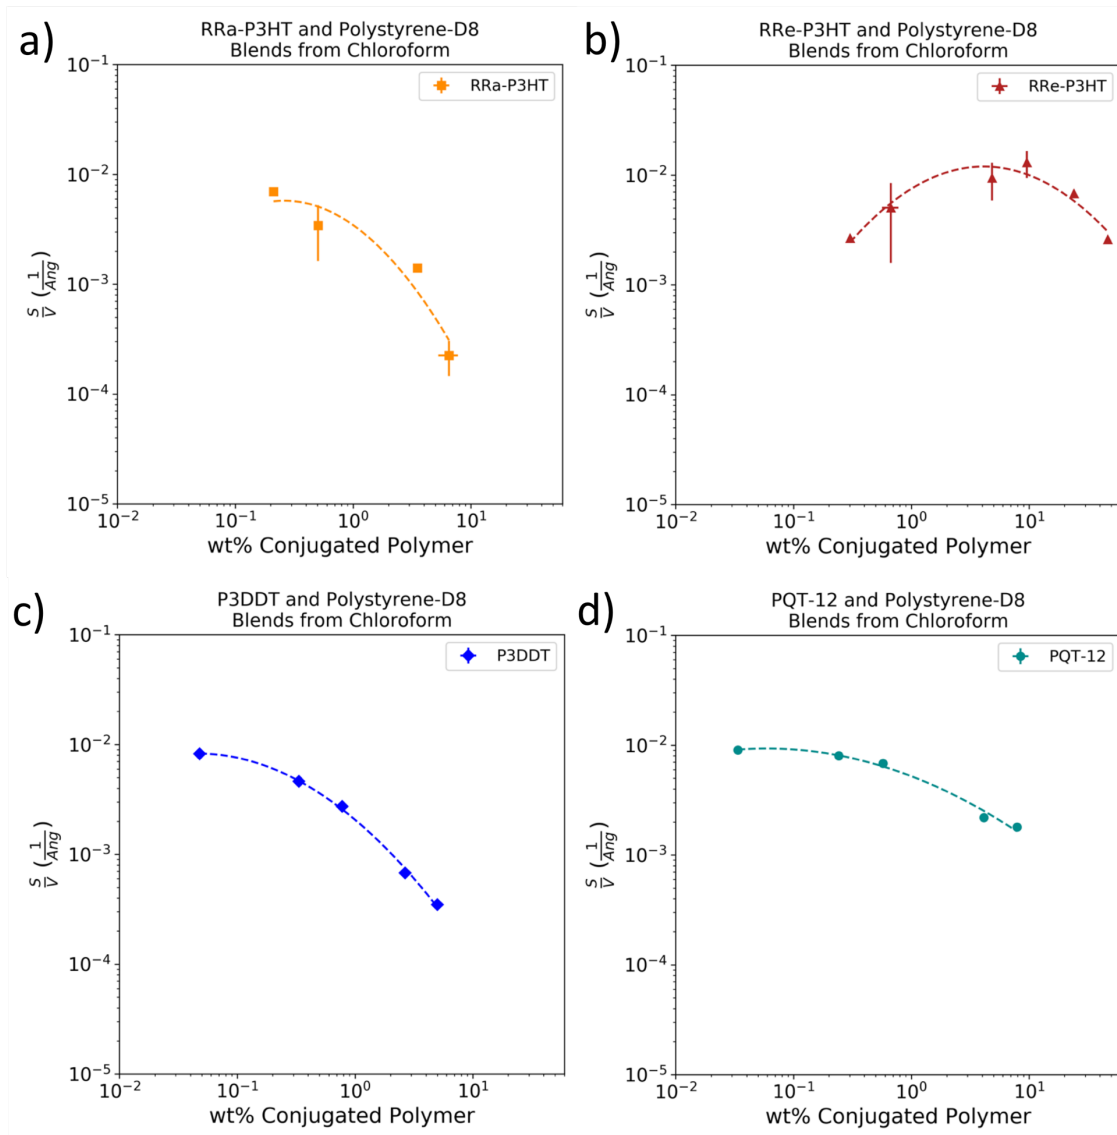 a)
RRa-P3HT and Polystyrene-D8
Blends from Chloroform
RRa-P3HT
10⁻¹
10⁻²
10⁻³
10⁻⁴
10⁻⁵
S/V (1/Ang)
10⁻² 10⁻¹ 10⁰ 10¹
wt% Conjugated Polymer
b)
RRe-P3HT and Polystyrene-D8
Blends from Chloroform
RRe-P3HT
10⁻¹
10⁻²
10⁻³
10⁻⁴
10⁻⁵
S/V (1/Ang)
10⁻² 10⁻¹ 10⁰ 10¹
wt% Conjugated Polymer
c)
P3DDT and Polystyrene-D8
Blends from Chloroform
P3DDT
10⁻¹
10⁻²
10⁻³
10⁻⁴
10⁻⁵
S/V (1/Ang)
10⁻² 10⁻¹ 10⁰ 10¹
wt% Conjugated Polymer
d)
PQT-12 and Polystyrene-D8
Blends from Chloroform
PQT-12
10⁻¹
10⁻²
10⁻³
10⁻⁴
10⁻⁵
S/V (1/Ang)
10⁻² 10⁻¹ 10⁰ 10¹
wt% Conjugated Polymer